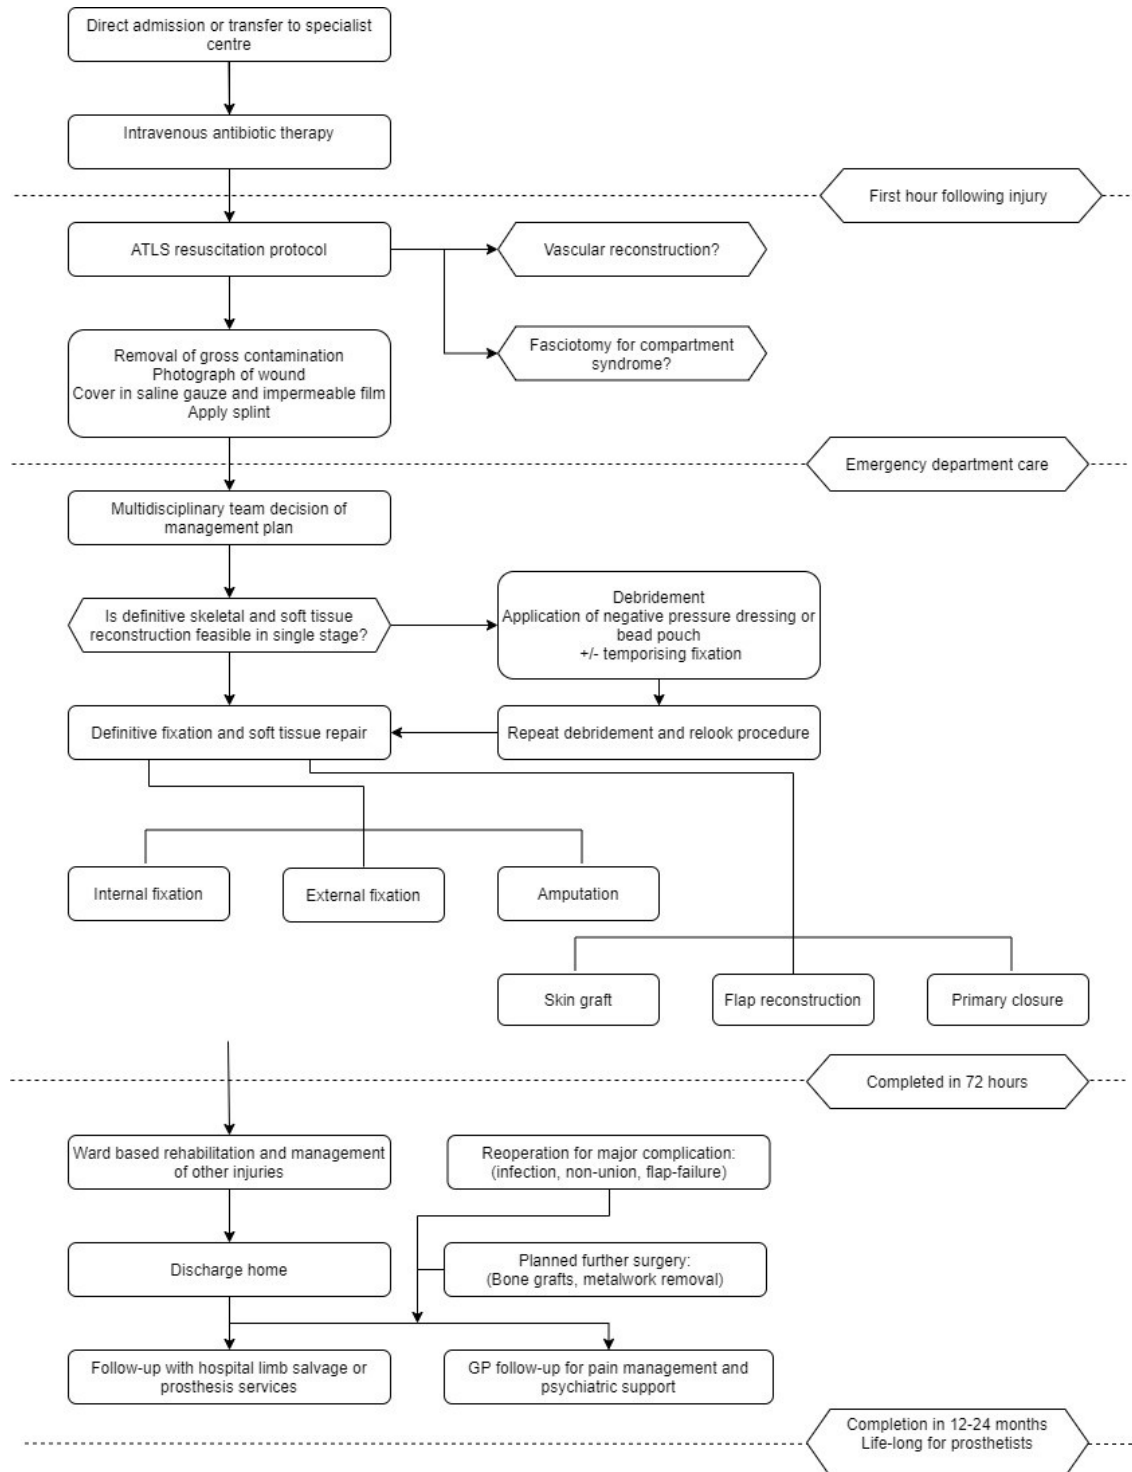 Direct admission or transfer to specialist
centre
Intravenous antibiotic therapy
First hour following injury
ATLS resuscitation protocol
Vascular reconstruction?
Fasciotomy for compartment
syndrome?
Removal of gross contamination
Photograph of wound
Cover in saline gauze and impermeable film
Apply splint
Emergency department care
Multidisciplinary team decision of
management plan
Is definitive skeletal and soft tissue
reconstruction feasible in single stage?
Debridement
Application of negative pressure dressing or
bead pouch
+/- temporising fixation
Definitive fixation and soft tissue repair
Repeat debridement and relook procedure
Internal fixation
External fixation
Amputation
Skin graft
Flap reconstruction
Primary closure
Completed in 72 hours
Ward based rehabilitation and management
of other injuries
Reoperation for major complication:
(infection, non-union, flap-failure)
Discharge home
Planned further surgery:
(Bone grafts, metalwork removal)
Follow-up with hospital limb salvage or
prosthesis services
GP follow-up for pain management and
psychiatric support
Completion in 12-24 months
Life-long for prosthetists